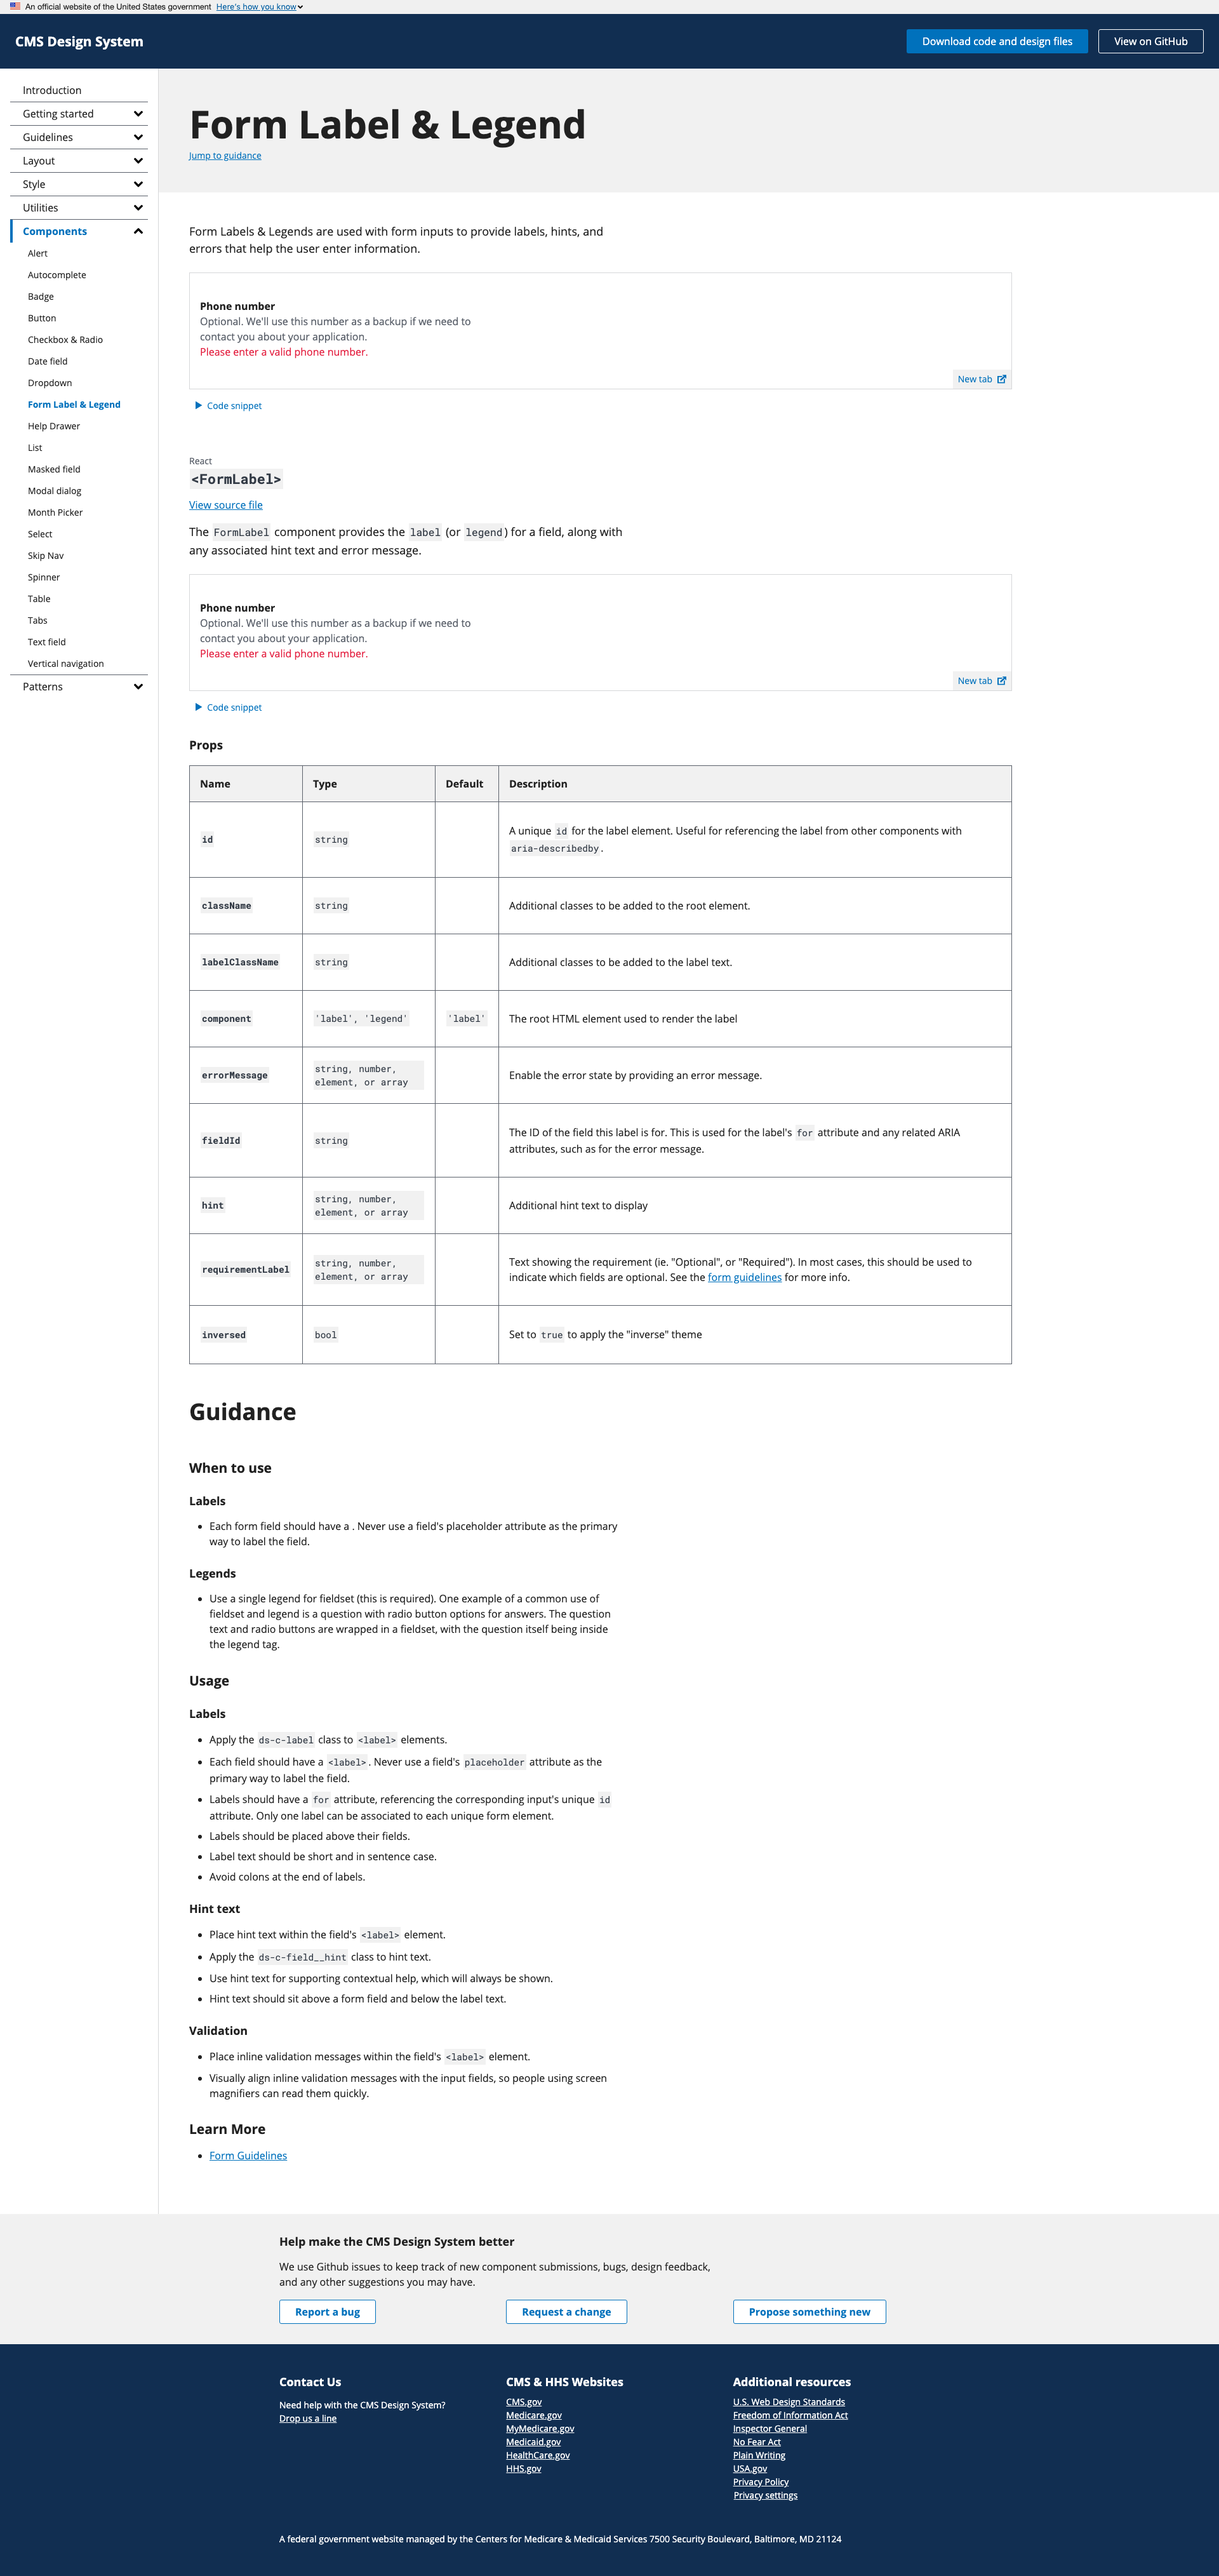 An official website of the United States government Here's how you know
CMS Design System
Download code and design files
View on GitHub
Introduction
Getting started
Guidelines
Layout
Style
Utilities
Components
Alert
Autocomplete
Badge
Button
Checkbox & Radio
Date field
Dropdown
Form Label & Legend
Help Drawer
List
Masked field
Modal dialog
Month Picker
Select
Skip Nav
Spinner
Table
Tabs
Text field
Vertical navigation
Patterns
Form Label & Legend
Jump to guidance
Form Labels & Legends are used with form inputs to provide labels, hints, and
errors that help the user enter information.
Phone number
Optional. We'll use this number as a backup if we need to
contact you about your application.
Please enter a valid phone number.
New tab
Code snippet
React
<FormLabel>
View source file
The FormLabel component provides the label (or legend) for a field, along with
any associated hint text and error message.
Phone number
Optional. We'll use this number as a backup if we need to
contact you about your application.
Please enter a valid phone number.
New tab
Code snippet
Props
Name Type Default Description
id string A unique id for the label element. Useful for referencing the label from other components with
aria-describedby.
className string Additional classes to be added to the root element.
labelClassName string Additional classes to be added to the label text.
component 'label', 'legend' 'label' The root HTML element used to render the label
errorMessage string, number,
element, or array Enable the error state by providing an error message.
fieldId string The ID of the field this label is for. This is used for the label's for attribute and any related ARIA
attributes, such as for the error message.
hint string, number,
element, or array Additional hint text to display
requirementLabel string, number,
element, or array Text showing the requirement (ie. "Optional", or "Required"). In most cases, this should be used to
indicate which fields are optional. See the form guidelines for more info.
inversed bool Set to true to apply the "inverse" theme
Guidance
When to use
Labels
• Each form field should have a . Never use a field's placeholder attribute as the primary
way to label the field.
Legends
• Use a single legend for fieldset (this is required). One example of a common use of
fieldset and legend is a question with radio button options for answers. The question
text and radio buttons are wrapped in a fieldset, with the question itself being inside
the legend tag.
Usage
Labels
• Apply the ds-c-label class to <label> elements.
• Each field should have a <label>. Never use a field's placeholder attribute as the
primary way to label the field.
• Labels should have a for attribute, referencing the corresponding input's unique id
attribute. Only one label can be associated to each unique form element.
• Labels should be placed above their fields.
• Label text should be short and in sentence case.
• Avoid colons at the end of labels.
Hint text
• Place hint text within the field's <label> element.
• Apply the ds-c-field__hint class to hint text.
• Use hint text for supporting contextual help, which will always be shown.
• Hint text should sit above a form field and below the label text.
Validation
• Place inline validation messages within the field's <label> element.
• Visually align inline validation messages with the input fields, so people using screen
magnifiers can read them quickly.
Learn More
• Form Guidelines
Help make the CMS Design System better
We use Github issues to keep track of new component submissions, bugs, design feedback,
and any other suggestions you may have.
Report a bug
Request a change
Propose something new
Contact Us
Need help with the CMS Design System?
Drop us a line
CMS & HHS Websites
CMS.gov
Medicare.gov
MyMedicare.gov
Medicaid.gov
HealthCare.gov
HHS.gov
Additional resources
U.S. Web Design Standards
Freedom of Information Act
Inspector General
No Fear Act
Plain Writing
USA.gov
Privacy Policy
Privacy settings
A federal government website managed by the Centers for Medicare & Medicaid Services 7500 Security Boulevard, Baltimore, MD 21124